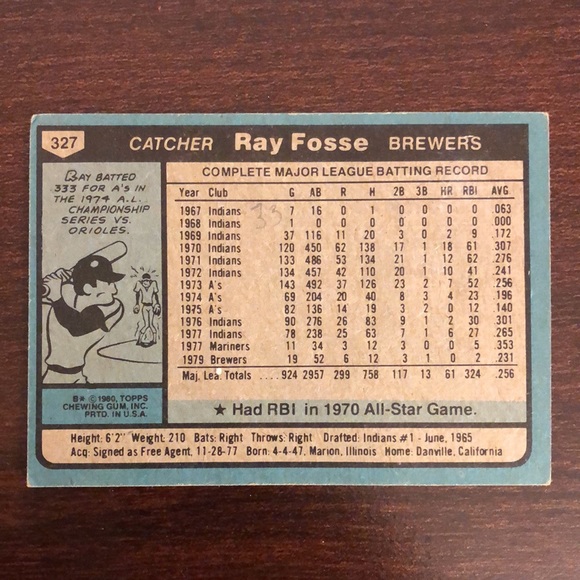 327 CATCHER Ray Fosse BREWERS
RAY BATTED
333 FOR A'S IN
THE 1974 A.L.
CHAMPIONSHIP
SERIES VS.
ORIOLES.
B★ ©1980, TOPPS
CHEWING GUM, INC.
PRTD. IN U.S.A.
COMPLETE MAJOR LEAGUE BATTING RECORD
Year Club G AB R H 2B 3B HR RBI AVG
1967 Indians 7 16 0 1 0 0 0 0 .063
1968 Indians 1 0 0 0 0 0 0 0 000
1969 Indians 37 116 11 20 3 0 2 9 .172
1970 Indians 120 450 62 138 17 1 18 61 .307
1971 Indians 133 486 53 134 21 1 12 62 .276
1972 Indians 134 457 42 110 20 1 10 41 .241
1973 A's 143 492 37 126 23 2 7 52 .256
1974 A's 69 204 20 40 8 3 4 23 .196
1975 A's 82 136 14 19 3 2 0 12 .140
1976 Indians 90 276 26 83 9 1 2 30 .301
1977 Indians 78 238 25 63 7 1 6 27 .265
1977 Mariners 11 34 3 12 3 0 0 5 .353
1979 Brewers 19 52 6 12 3 1 0 2 .231
Maj. Lea. Totals 924 2957 299 758 117 13 61 324 .256
★ Had RBI in 1970 All-Star Game.
Height: 6'2" Weight: 210 Bats: Right Throws: Right Drafted: Indians #1 - June, 1965
Acq: Signed as Free Agent, 11-28-77 Born: 4-4-47, Marion, Illinois Home: Danville, California